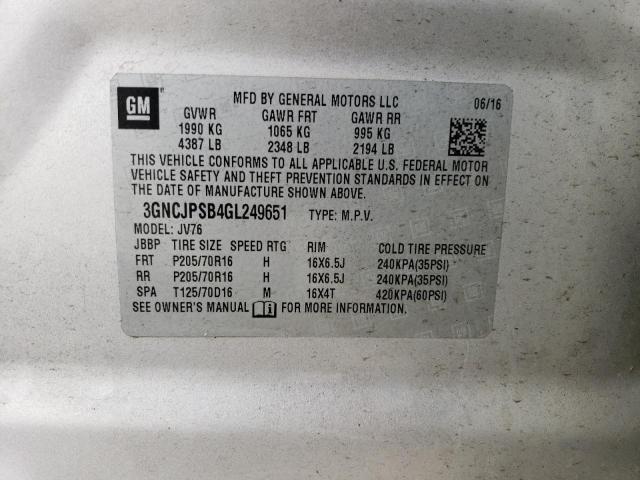 GM
MFD BY GENERAL MOTORS LLC 06/16
GVWR GAWR FRT GAWR RR
1990 KG 1065 KG 995 KG
4387 LB 2348 LB 2194 LB
THIS VEHICLE CONFORMS TO ALL APPLICABLE U.S. FEDERAL MOTOR
VEHICLE SAFETY AND THEFT PREVENTION STANDARDS IN EFFECT ON
THE DATE OF MANUFACTURE SHOWN ABOVE.
3GNCJPSB4GL249651 TYPE: M.P.V.
MODEL: JV76
JBBP TIRE SIZE SPEED RTG RIM COLD TIRE PRESSURE
FRT P205/70R16 H 16X6.5J 240KPA(35PSI)
RR P205/70R16 H 16X6.5J 240KPA(35PSI)
SPA T125/70D16 M 16X4T 420KPA(60PSI)
SEE OWNER'S MANUAL FOR MORE INFORMATION.